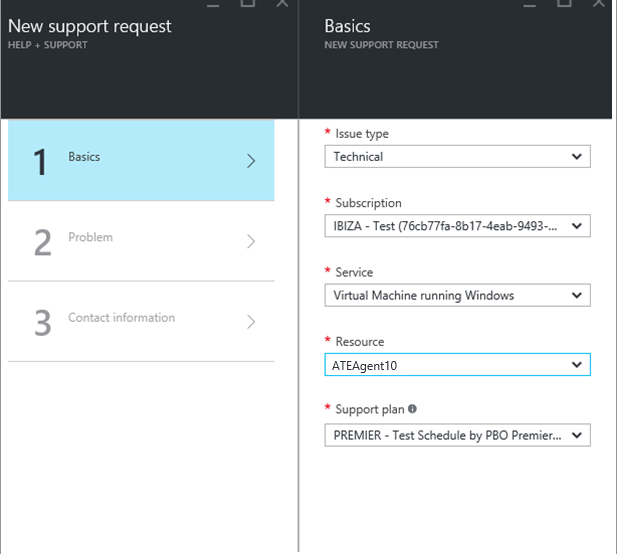 New support request
HELP + SUPPORT
1 Basics
2 Problem
3 Contact information
Basics
NEW SUPPORT REQUEST
* Issue type
Technical
* Subscription
IBIZA - Test (76cb77fa-8b17-4eab-9493-...
* Service
Virtual Machine running Windows
* Resource
ATEAgent10
* Support plan
PREMIER - Test Schedule by PBO Premier...